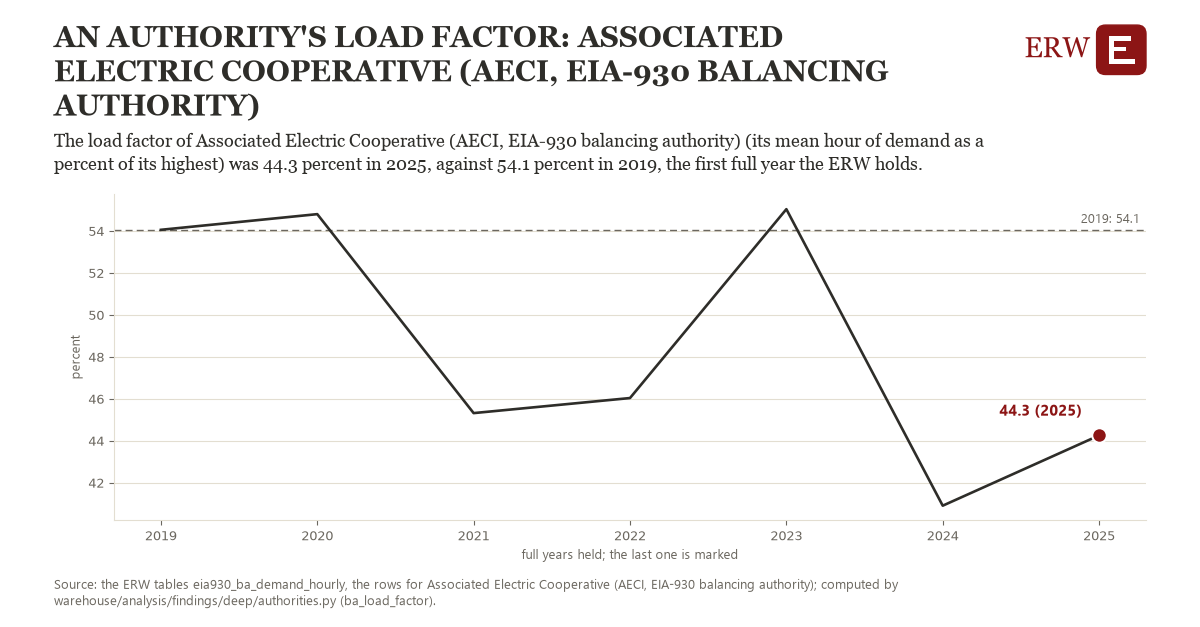 AN AUTHORITY'S LOAD FACTOR: ASSOCIATED
ELECTRIC COOPERATIVE (AECI, EIA-930 BALANCING
AUTHORITY)
ERW E
The load factor of Associated Electric Cooperative (AECI, EIA-930 balancing authority) (its mean hour of demand as a
percent of its highest) was 44.3 percent in 2025, against 54.1 percent in 2019, the first full year the ERW holds.
2019: 54.1
54
52
50
48
46
44
42
percent
44.3 (2025)
2019 2020 2021 2022 2023 2024 2025
full years held; the last one is marked
Source: the ERW tables eia930_ba_demand_hourly, the rows for Associated Electric Cooperative (AECI, EIA-930 balancing authority); computed by
warehouse/analysis/findings/deep/authorities.py (ba_load_factor).